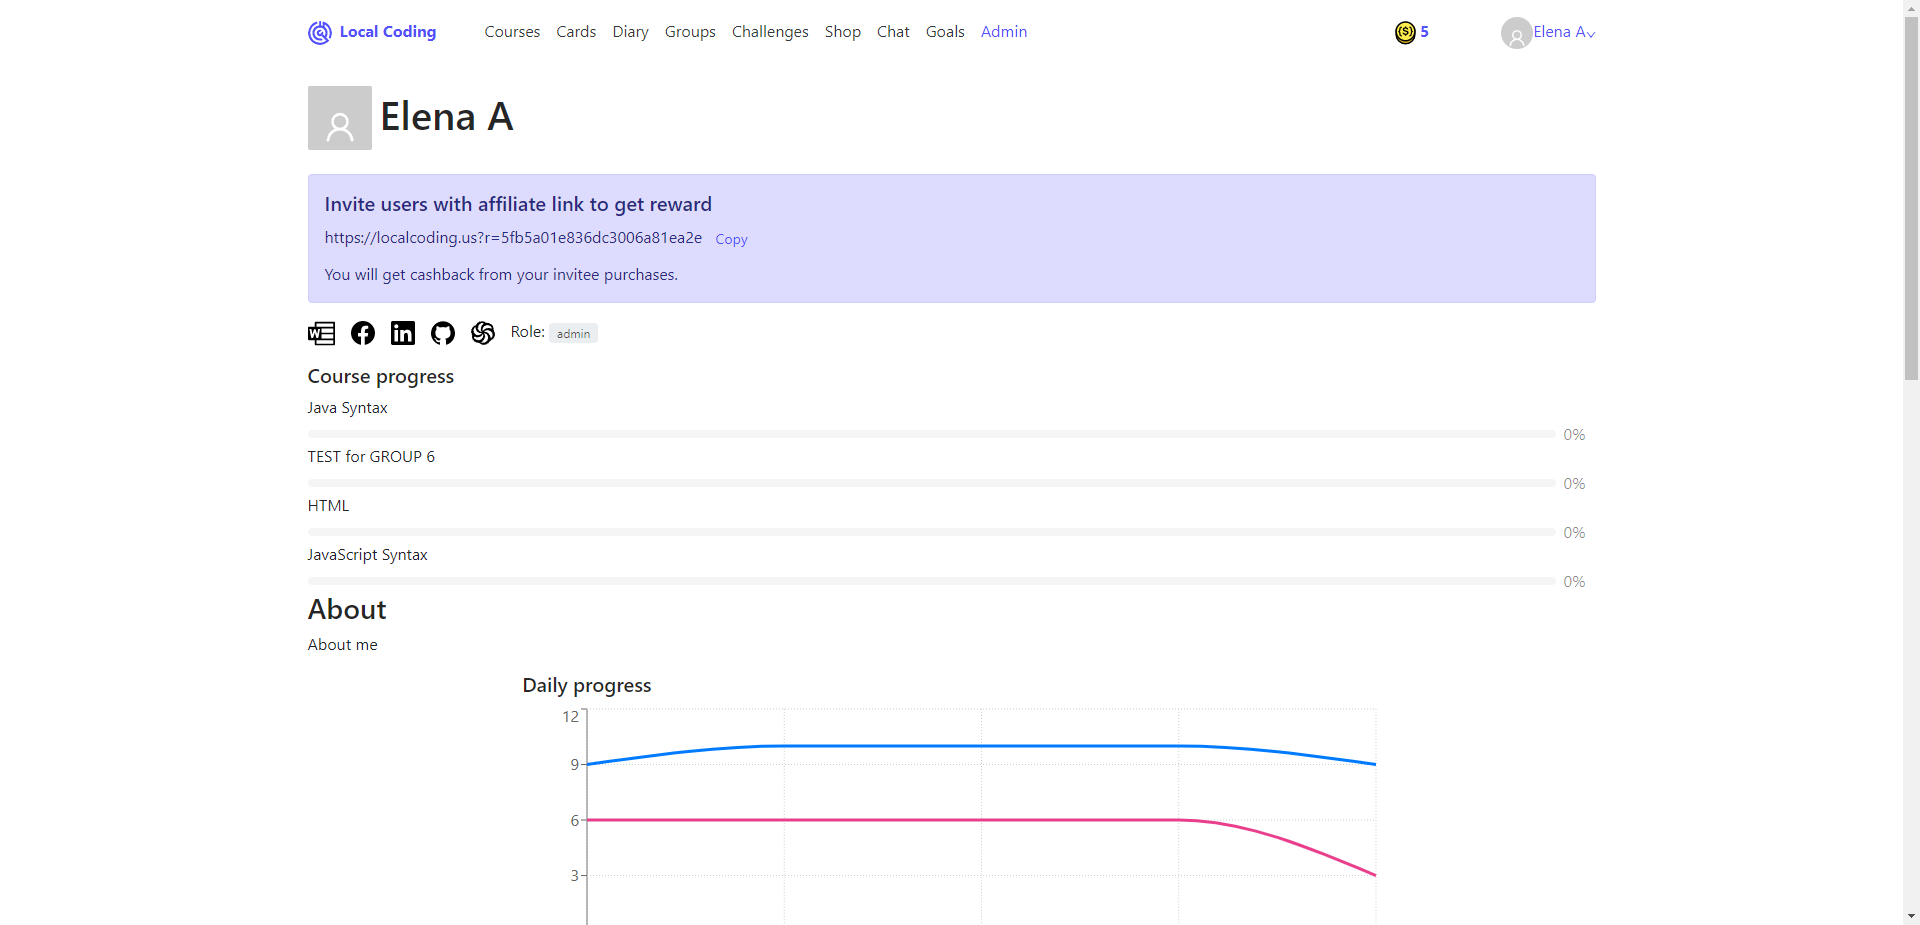 Local Coding Courses Cards Diary Groups Challenges Shop Chat Goals Admin ($) 5 Elena A
Elena A
Invite users with affiliate link to get reward
https://localcoding.us?r=5fb5a01e836dc3006a81ea2e Copy
You will get cashback from your invitee purchases.
W Role: admin
Course progress
Java Syntax
0%
TEST for GROUP 6
0%
HTML
0%
JavaScript Syntax
0%
About
About me
Daily progress
12
9
6
3